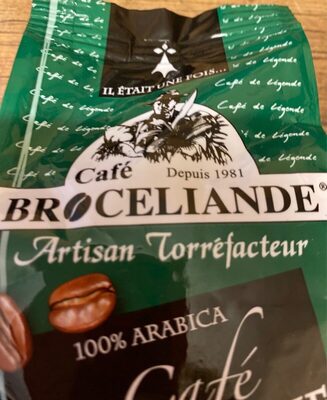 IL ÉTAIT UNE FOIS...
Café de Légende
Café de Légende
Café de Légende
Café
Depuis 1981
BROCELIANDE®
Artisan Torréfacteur
100% ARABICA
Café